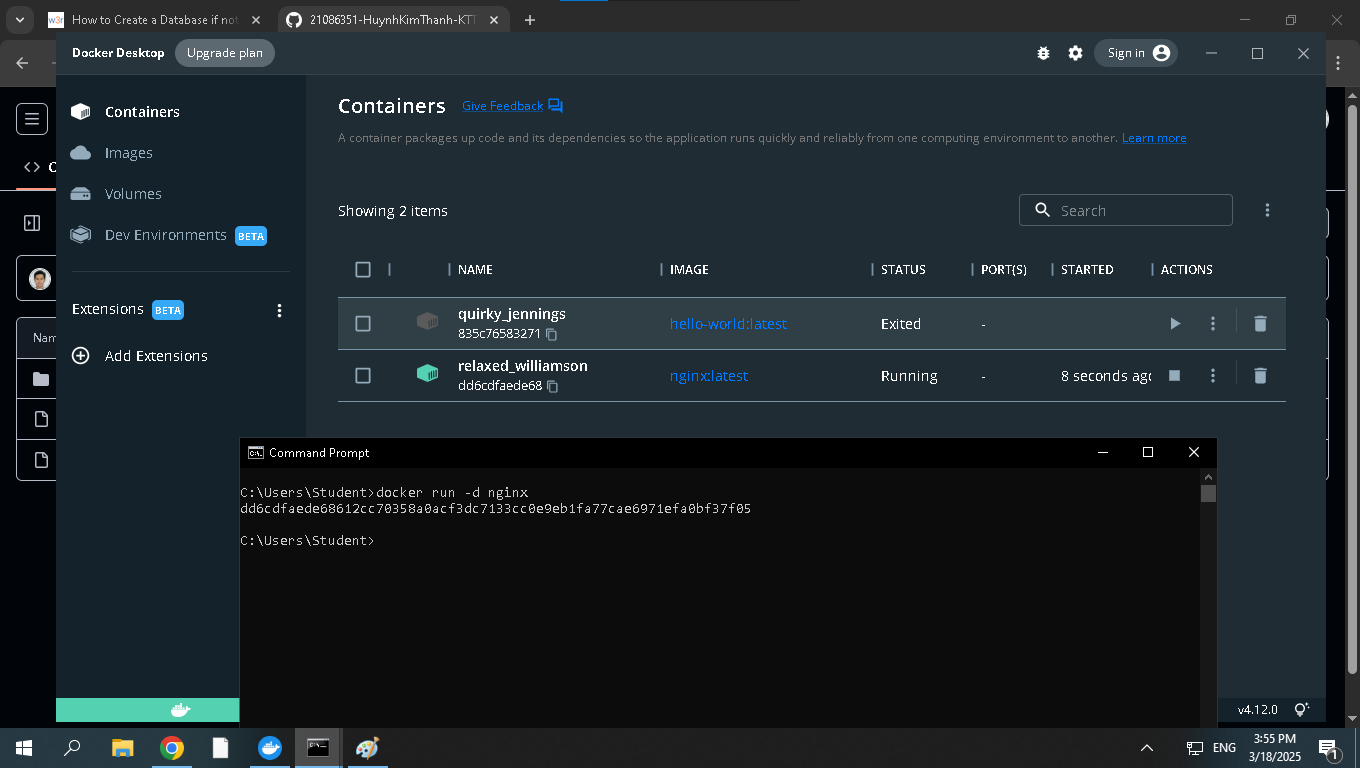 How to Create a Database if not
21086351-HuynhKimThanh-KTT
Docker Desktop
Upgrade plan
Sign in
Containers
Images
Volumes
Dev Environments BETA
Extensions BETA
Add Extensions
Containers Give Feedback
A container packages up code and its dependencies so the application runs quickly and reliably from one computing environment to another. Learn more
Showing 2 items
Search
NAME IMAGE STATUS PORT(S) STARTED ACTIONS
quirky_jennings
835c76583271
hello-world:latest Exited -
relaxed_williamson
dd6cdfaede68
nginx:latest Running - 8 seconds ago
Nam
Command Prompt
C:\Users\Student>docker run -d nginx
dd6cdfaede68612cc70358a0acf3dc7133cc0e9eb1fa77cae6971efa0bf37f05
C:\Users\Student>
v4.12.0
ENG
3:55 PM
3/18/2025
1